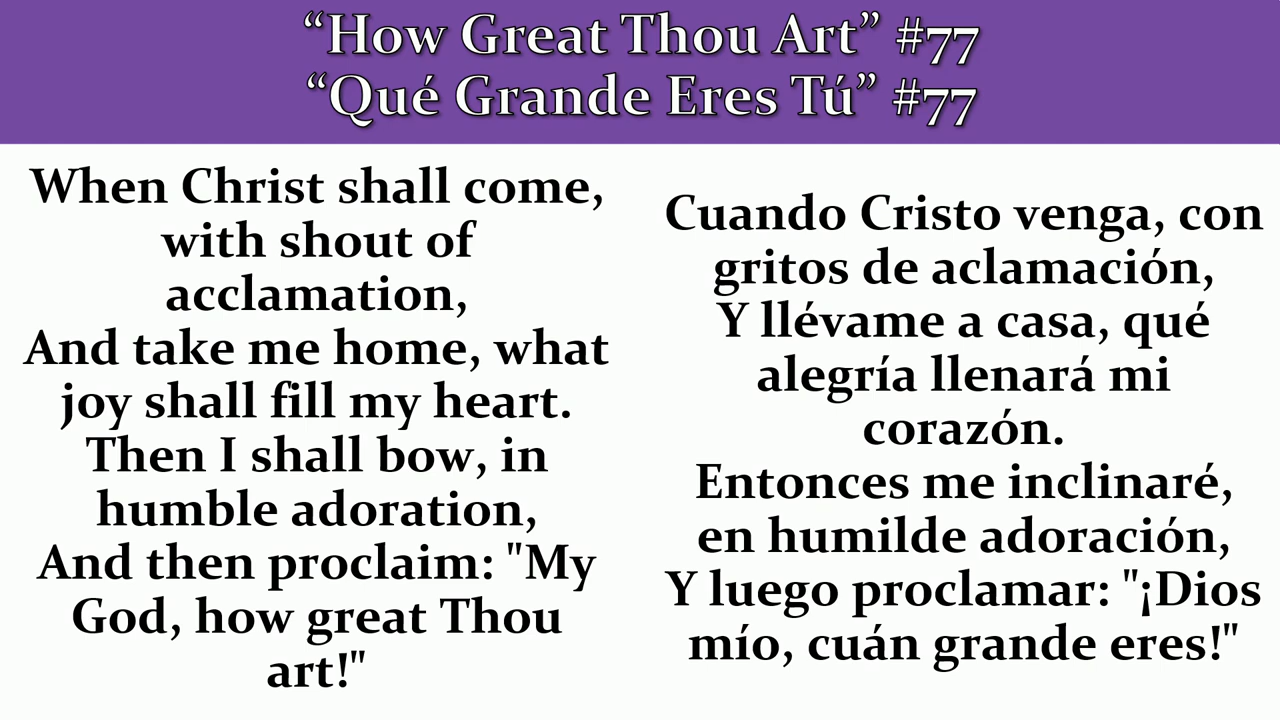 “How Great Thou Art” #77
“Qué Grande Eres Tú” #77
When Christ shall come,
with shout of
acclamation,
And take me home, what
joy shall fill my heart.
Then I shall bow, in
humble adoration,
And then proclaim: "My
God, how great Thou
art!"
Cuando Cristo venga, con
gritos de aclamación,
Y llévame a casa, qué
alegría llenará mi
corazón.
Entonces me inclinaré,
en humilde adoración,
Y luego proclamar: "¡Dios
mío, cuán grande eres!"